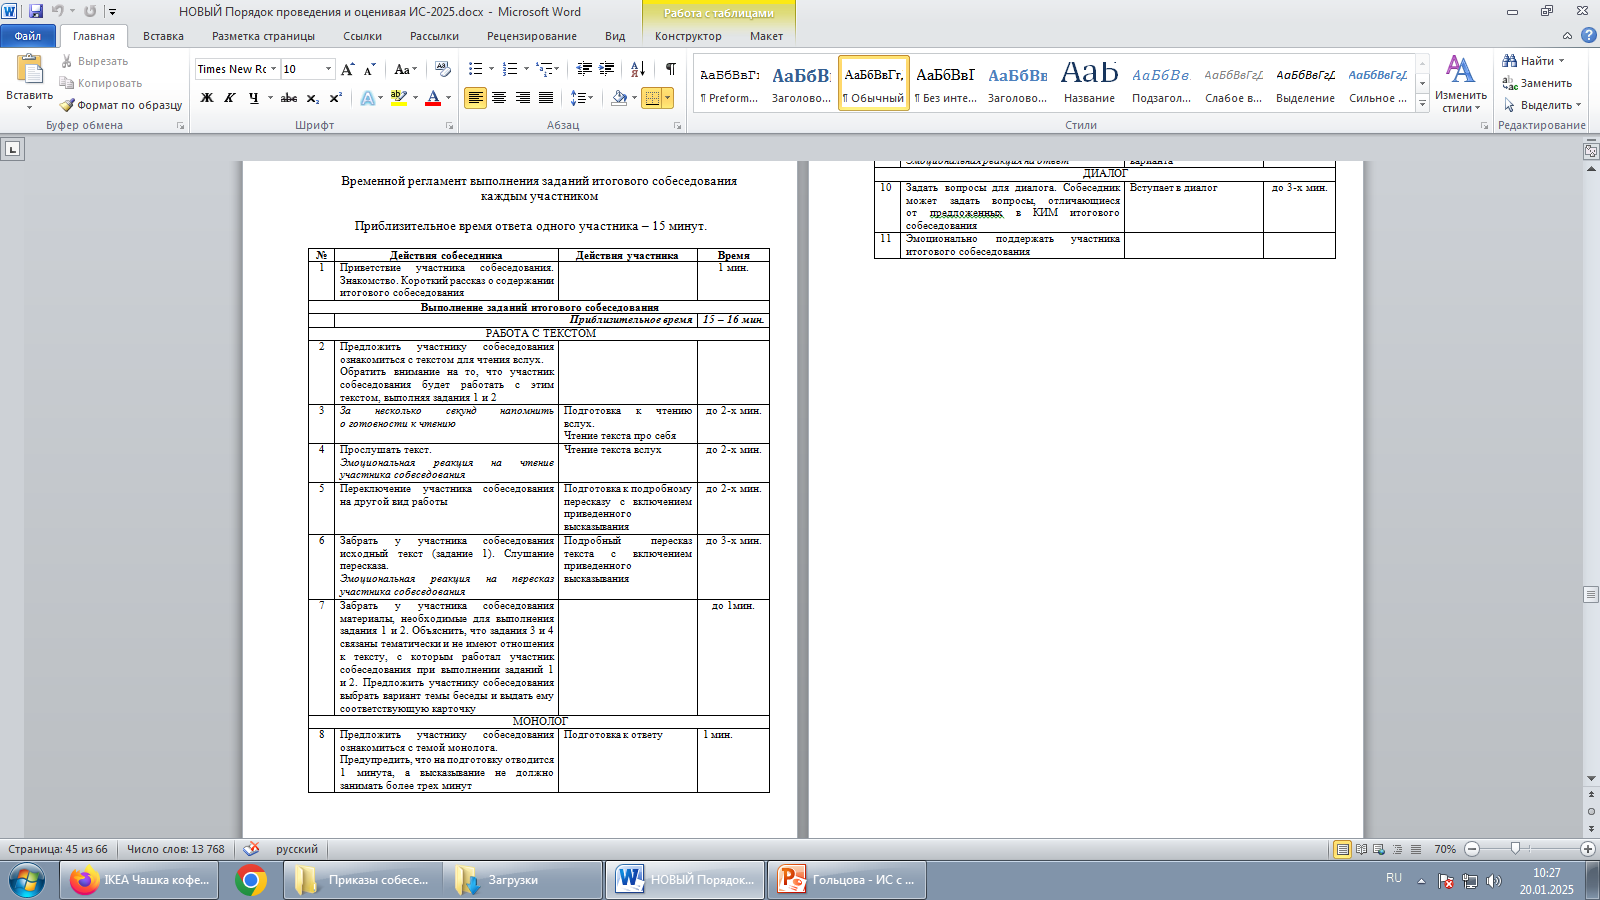 НОВЫЙ Порядок проведения и оценивая ИС-2025.docx - Microsoft Word
Работа с таблицами
Файл Главная Вставка Разметка страницы Ссылки Рассылки Рецензирование Вид Конструктор Макет
Вставить
Вырезать
Копировать
Формат по образцу
Буфер обмена
Times New Rc 10
Шрифт
Абзац
АаБбВвГг АаБбВ АаБбВвГг, АаБбВвГ АаБбВв АаБ АаБбВв. АаБбВвГгД АаБбВвГгД АаБбВвГгД
¶ Preform... Заголово... ¶ Обычный ¶ Без инте... Заголово... Название Подзагол... Слабое в... Выделение Сильное ...
Стили
Изменить стили
Найти
Заменить
Выделить
Редактирование
Временной регламент выполнения заданий итогового собеседования
каждым участником
Приблизительное время ответа одного участника – 15 минут.
№ Действия собеседника Действия участника Время
1 Приветствие участника собеседования. 1 мин.
Знакомство. Короткий рассказ о содержании
итогового собеседования
Выполнение заданий итогового собеседования
Приблизительное время 15 – 16 мин.
РАБОТА С ТЕКСТОМ
2 Предложить участнику собеседования
ознакомиться с текстом для чтения вслух.
Обратить внимание на то, что участник
собеседования будет работать с этим
текстом, выполняя задания 1 и 2
3 За несколько секунд напомнить Подготовка к чтению до 2-х мин.
о готовности к чтению вслух.
Чтение текста про себя
4 Прослушать текст. Чтение текста вслух до 2-х мин.
Эмоциональная реакция на чтение
участника собеседования
5 Переключение участника собеседования Подготовка к подробному до 2-х мин.
на другой вид работы пересказу с включением
приведенного
высказывания
6 Забрать у участника собеседования Подробный пересказ до 3-х мин.
исходный текст (задание 1). Слушание текста с включением
пересказа. приведенного
Эмоциональная реакция на пересказ высказывания
участника собеседования
7 Забрать у участника собеседования до 1мин.
материалы, необходимые для выполнения
задания 1 и 2. Объяснить, что задания 3 и 4
связаны тематически и не имеют отношения
к тексту, с которым работал участник
собеседования при выполнении заданий 1
и 2. Предложить участнику собеседования
выбрать вариант темы беседы и выдать ему
соответствующую карточку
МОНОЛОГ
8 Предложить участнику собеседования Подготовка к ответу 1 мин.
ознакомиться с темой монолога.
Предупредить, что на подготовку отводится
1 минута, а высказывание не должно
занимать более трех минут
Эмоциональная реакция на ответ варианта
ДИАЛОГ
10 Задать вопросы для диалога. Собеседник Вступает в диалог до 3-х мин.
может задать вопросы, отличающиеся
от предложенных в КИМ итогового
собеседования
11 Эмоционально поддержать участника
итогового собеседования
Страница: 45 из 66 Число слов: 13 768 русский 70%
IKEA Чашка кофе... Приказы собесе... Загрузки НОВЫЙ Порядок... Гольцова - ИС с ... RU 10:27
20.01.2025